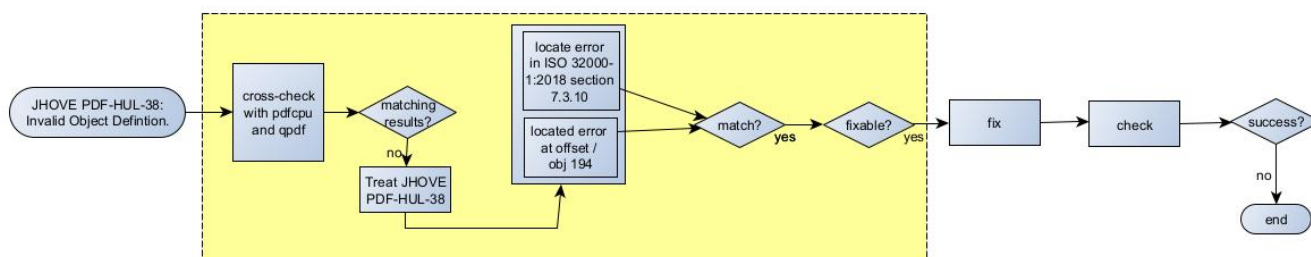 JHOVE PDF-HUL-38:
Invalid Object Defintion.
cross-check
with pdfcpu
and qpdf
matching
results?
no
Treat JHOVE
PDF-HUL-38
locate error
in ISO 32000-
1:2018 section
7.3.10
located error
at offset /
obj 194
match?
yes
fixable?
yes
fix
check
success?
no
end